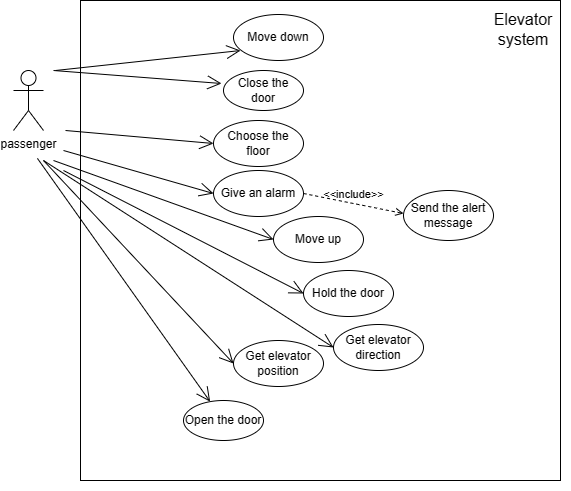 Elevator
system
Move down
Close the
door
passenger
Choose the
floor
Give an alarm
<<include>>
Send the alert
message
Move up
Hold the door
Get elevator
direction
Get elevator
position
Open the door